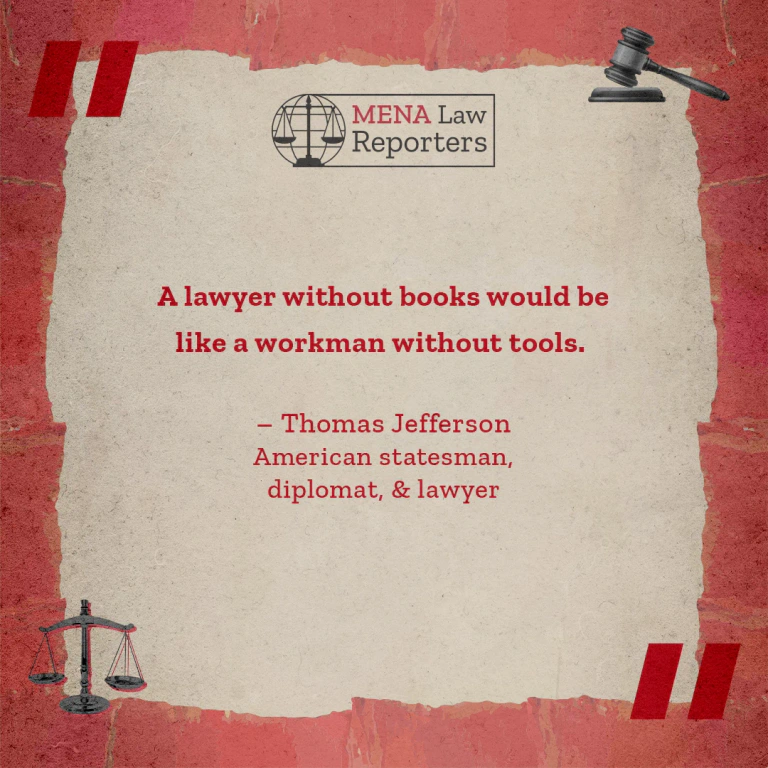 MENA Law
Reporters
A lawyer without books would be
like a workman without tools.
– Thomas Jefferson
American statesman,
diplomat, & lawyer